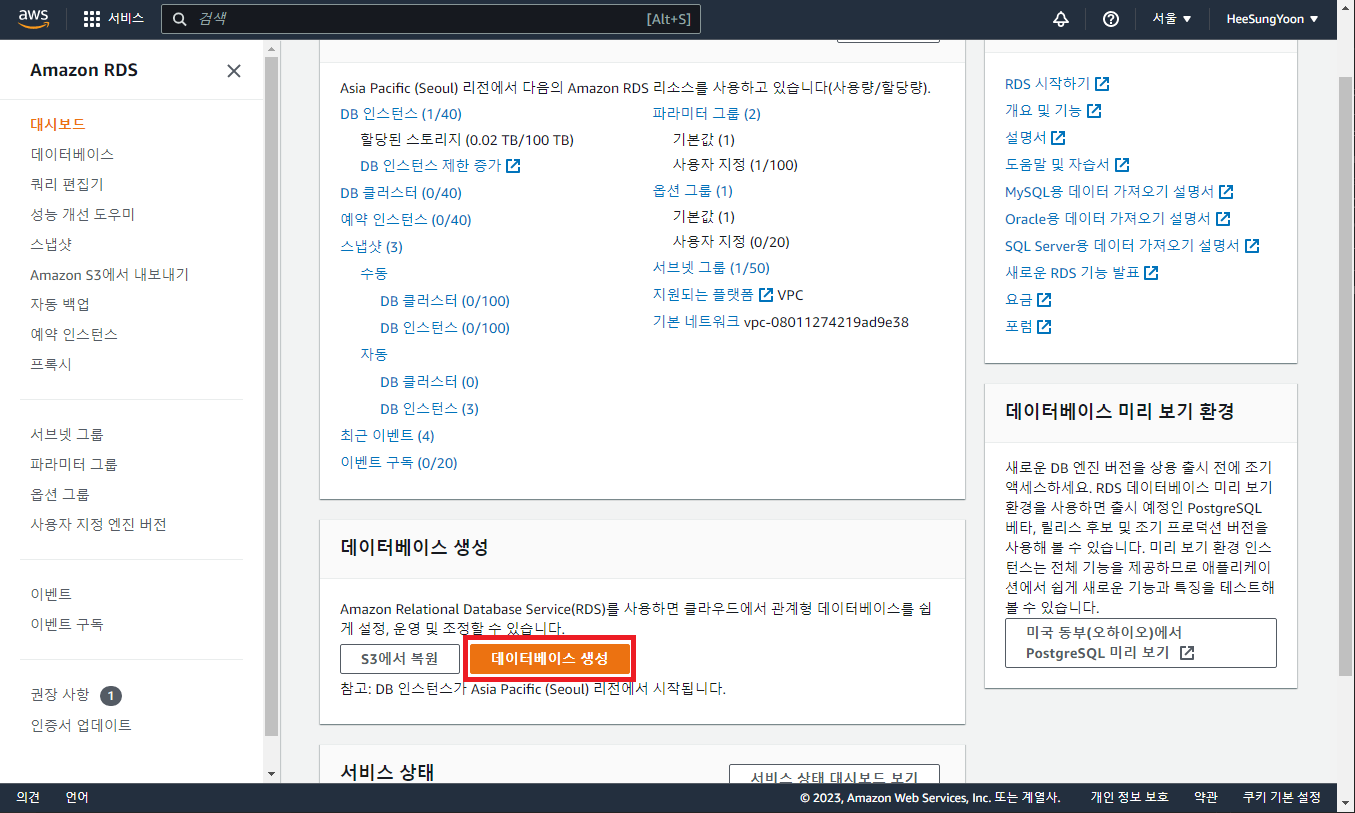 aws
서비스
검색
[Alt+S]
서울 ▼
HeeSungYoon ▼
Amazon RDS
대시보드
데이터베이스
쿼리 편집기
성능 개선 도우미
스냅샷
Amazon S3에서 내보내기
자동 백업
예약 인스턴스
프록시
서브넷 그룹
파라미터 그룹
옵션 그룹
사용자 지정 엔진 버전
이벤트
이벤트 구독
권장 사항 1
인증서 업데이트
Asia Pacific (Seoul) 리전에서 다음의 Amazon RDS 리소스를 사용하고 있습니다(사용량/할당량).
DB 인스턴스 (1/40)
할당된 스토리지 (0.02 TB/100 TB)
DB 인스턴스 제한 증가
DB 클러스터 (0/40)
예약 인스턴스 (0/40)
스냅샷 (3)
수동
DB 클러스터 (0/100)
DB 인스턴스 (0/100)
자동
DB 클러스터 (0)
DB 인스턴스 (3)
최근 이벤트 (4)
이벤트 구독 (0/20)
파라미터 그룹 (2)
기본값 (1)
사용자 지정 (1/100)
옵션 그룹 (1)
기본값 (1)
사용자 지정 (0/20)
서브넷 그룹 (1/50)
지원되는 플랫폼 VPC
기본 네트워크 vpc-08011274219ad9e38
데이터베이스 생성
Amazon Relational Database Service(RDS)를 사용하면 클라우드에서 관계형 데이터베이스를 쉽
게 설정, 운영 및 조정할 수 있습니다.
S3에서 복원
데이터베이스 생성
참고: DB 인스턴스가 Asia Pacific (Seoul) 리전에서 시작됩니다.
서비스 상태
서비스 상태 대시보드 보기
RDS 시작하기
개요 및 기능
설명서
도움말 및 자습서
MySQL용 데이터 가져오기 설명서
Oracle용 데이터 가져오기 설명서
SQL Server용 데이터 가져오기 설명서
새로운 RDS 기능 발표
요금
포럼
데이터베이스 미리 보기 환경
새로운 DB 엔진 버전을 상용 출시 전에 조기
액세스하세요. RDS 데이터베이스 미리 보기
환경을 사용하면 출시 예정인 PostgreSQL
베타, 릴리스 후보 및 조기 프로덕션 버전을
사용해 볼 수 있습니다. 미리 보기 환경 인스
턴스는 전체 기능을 제공하므로 애플리케이
션에서 쉽게 새로운 기능과 특징을 테스트해
볼 수 있습니다.
미국 동부(오하이오)에서
PostgreSQL 미리 보기
의견
언어
© 2023, Amazon Web Services, Inc. 또는 계열사.
개인 정보 보호
약관
쿠키 기본 설정